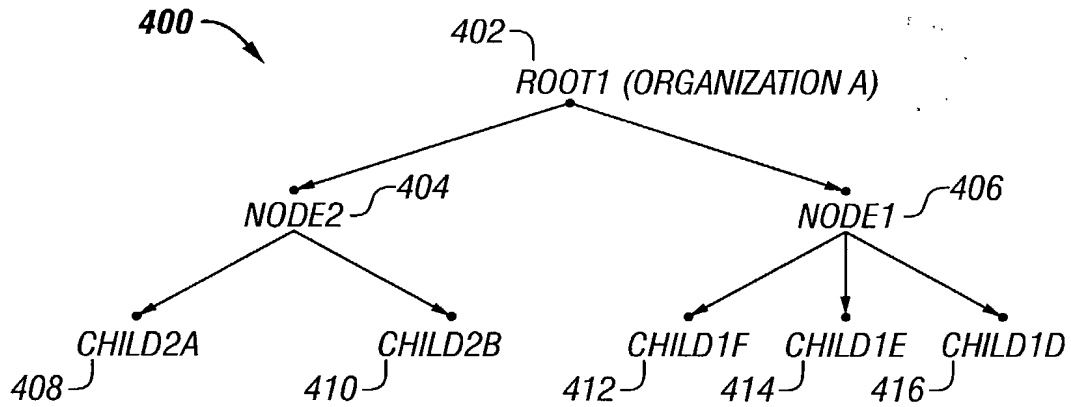 400
402
ROOT1 (ORGANIZATION A)
NODE2 404
NODE1 406
CHILD2A CHILD2B CHILD1F CHILD1E CHILD1D
408 410 412 414 416